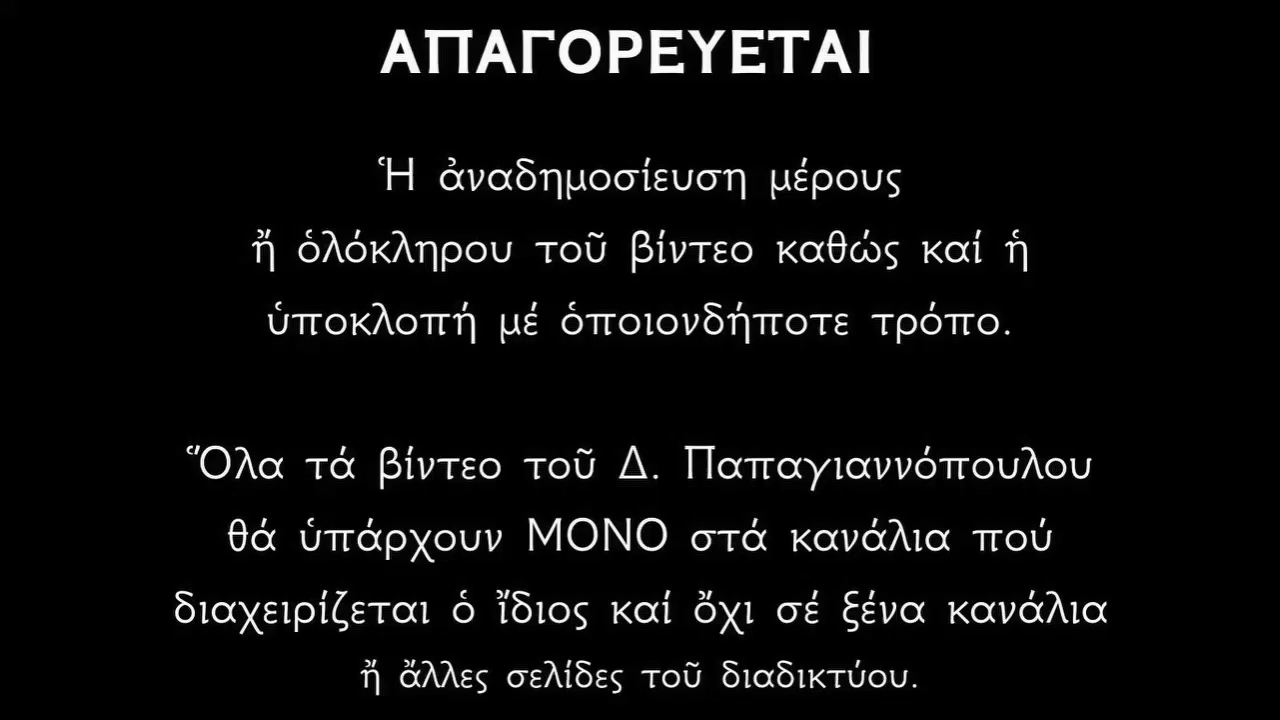 ΑΠΑΓΟΡΕΥΕΤΑΙ
Ἡ ἀναδημοσίευση μέρους
ἤ ὁλόκληρου τοῦ βίντεο καθώς καί ἡ
ὑποκλοπή μέ ὁποιονδήποτε τρόπο.
Ὅλα τά βίντεο τοῦ Δ. Παπαγιαννόπουλου
θά ὑπάρχουν ΜΟΝΟ στά κανάλια πού
διαχειρίζεται ὁ ἴδιος καί ὄχι σέ ξένα κανάλια
ἤ ἄλλες σελίδες τοῦ διαδικτύου.